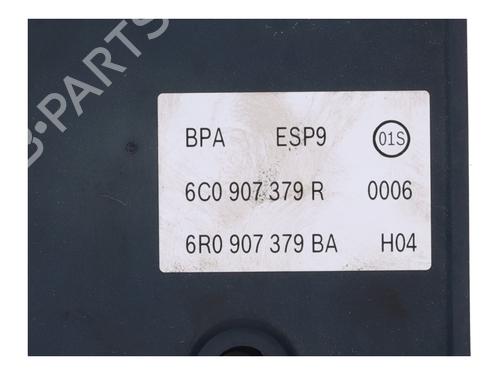 B-PARTS
BPA ESP9 01S
6C0 907 379 R 0006
6R0 907 379 BA H04